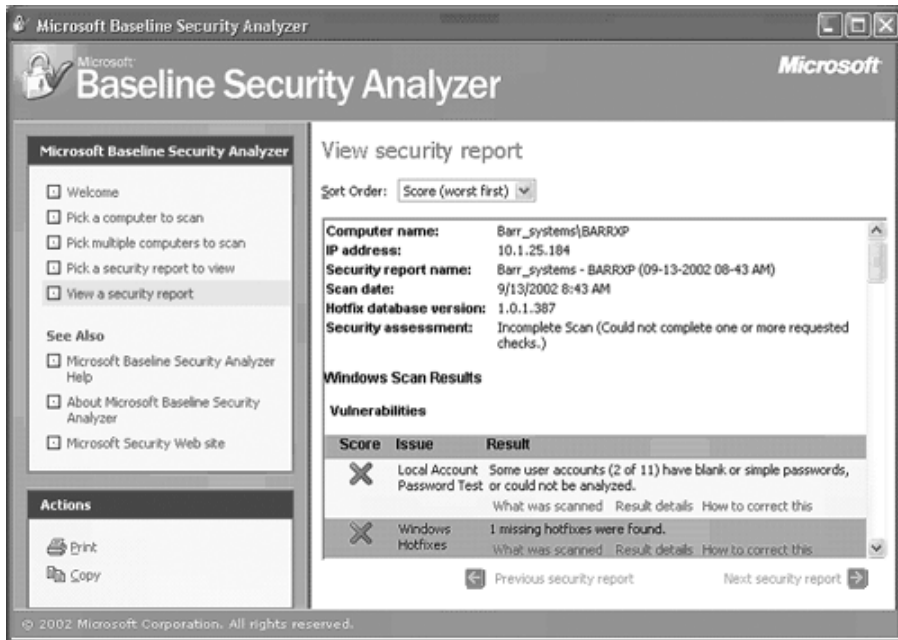 Microsoft Baseline Security Analyzer
Microsoft
Baseline Security Analyzer
Microsoft
Microsoft Baseline Security Analyzer
Welcome
Pick a computer to scan
Pick multiple computers to scan
Pick a security report to view
View a security report
See Also
Microsoft Baseline Security Analyzer
Help
About Microsoft Baseline Security
Analyzer
Microsoft Security Web site
Actions
Print
Copy
View security report
Sort Order: Score (worst first)
Computer name: Barr_systems\BARRXP
IP address: 10.1.25.184
Security report name: Barr_systems - BARRXP (09-13-2002 08-43 AM)
Scan date: 9/13/2002 8:43 AM
Hotfix database version: 1.0.1.387
Security assessment: Incomplete Scan (Could not complete one or more requested
checks.)
Windows Scan Results
Vulnerabilities
Score Issue Result
Local Account Some user accounts (2 of 11) have blank or simple passwords,
Password Test or could not be analyzed.
What was scanned Result details How to correct this
Windows 1 missing hotfixes were found.
Hotfixes What was scanned Result details How to correct this
Previous security report Next security report
© 2002 Microsoft Corporation. All rights reserved.